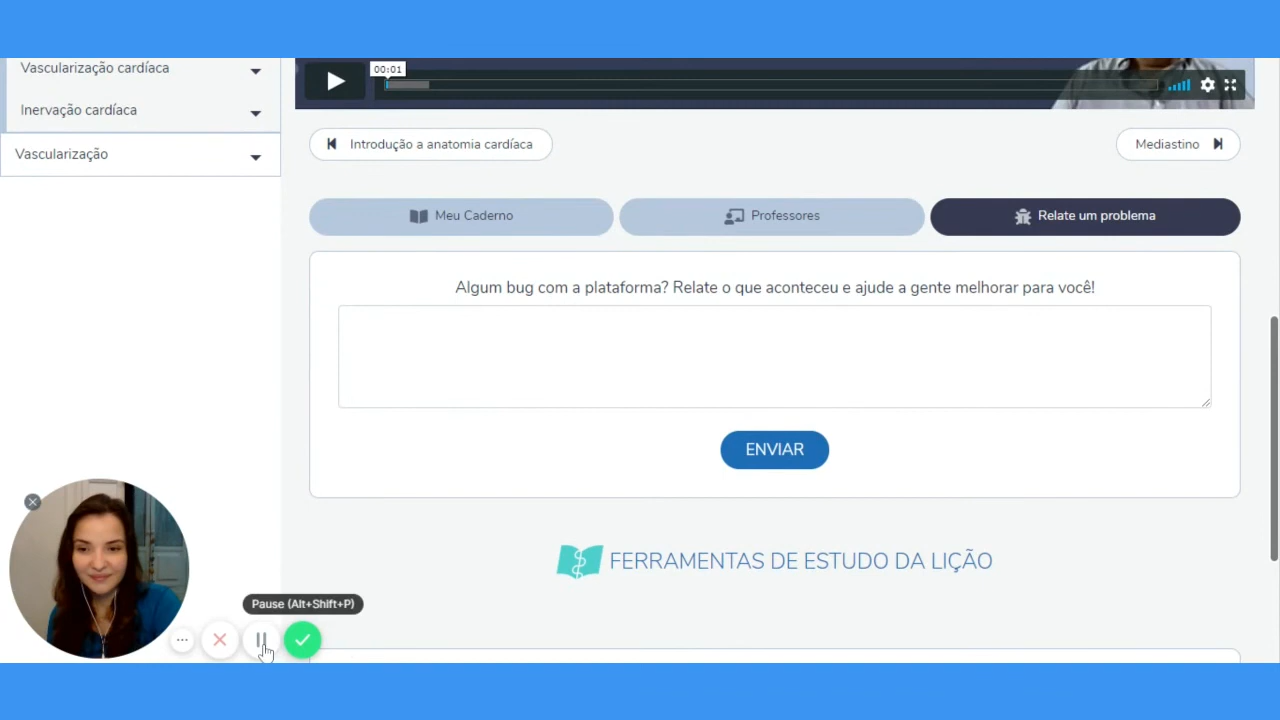 Vascularização cardíaca
Inervação cardíaca
Vascularização
00:01
Introdução a anatomia cardíaca
Mediastino
Meu Caderno
Professores
Relate um problema
Algum bug com a plataforma? Relate o que aconteceu e ajude a gente melhorar para você!
ENVIAR
FERRAMENTAS DE ESTUDO DA LIÇÃO
Pause (Alt+Shift+P)